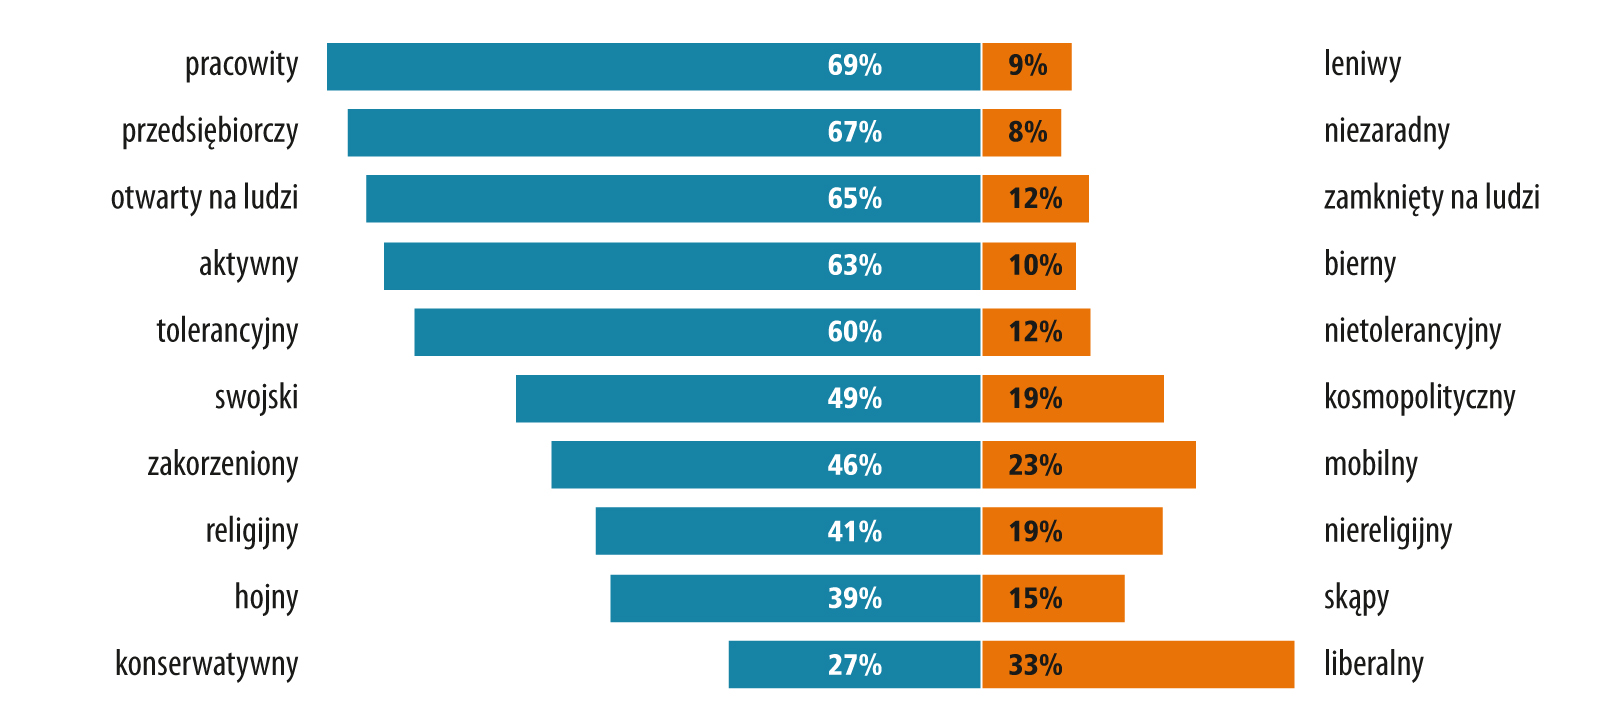 pracowity 69% 9% leniwy
przedsiębiorczy 67% 8% niezaradny
otwarty na ludzi 65% 12% zamknięty na ludzi
aktywny 63% 10% bierny
tolerancyjny 60% 12% nietolerancyjny
swojski 49% 19% kosmopolityczny
zakorzeniony 46% 23% mobilny
religijny 41% 19% niereligijny
hojny 39% 15% skąpy
konserwatywny 27% 33% liberalny